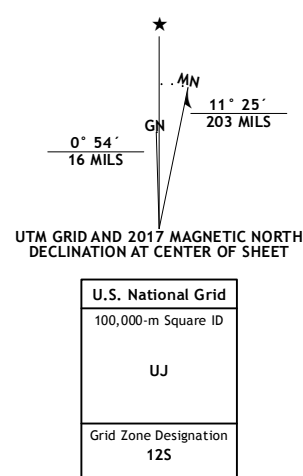 ★
MN
11° 25´
203 MILS
GN
0° 54´
16 MILS
UTM GRID AND 2017 MAGNETIC NORTH
DECLINATION AT CENTER OF SHEET
U.S. National Grid
100,000-m Square ID
UJ
Grid Zone Designation
12S